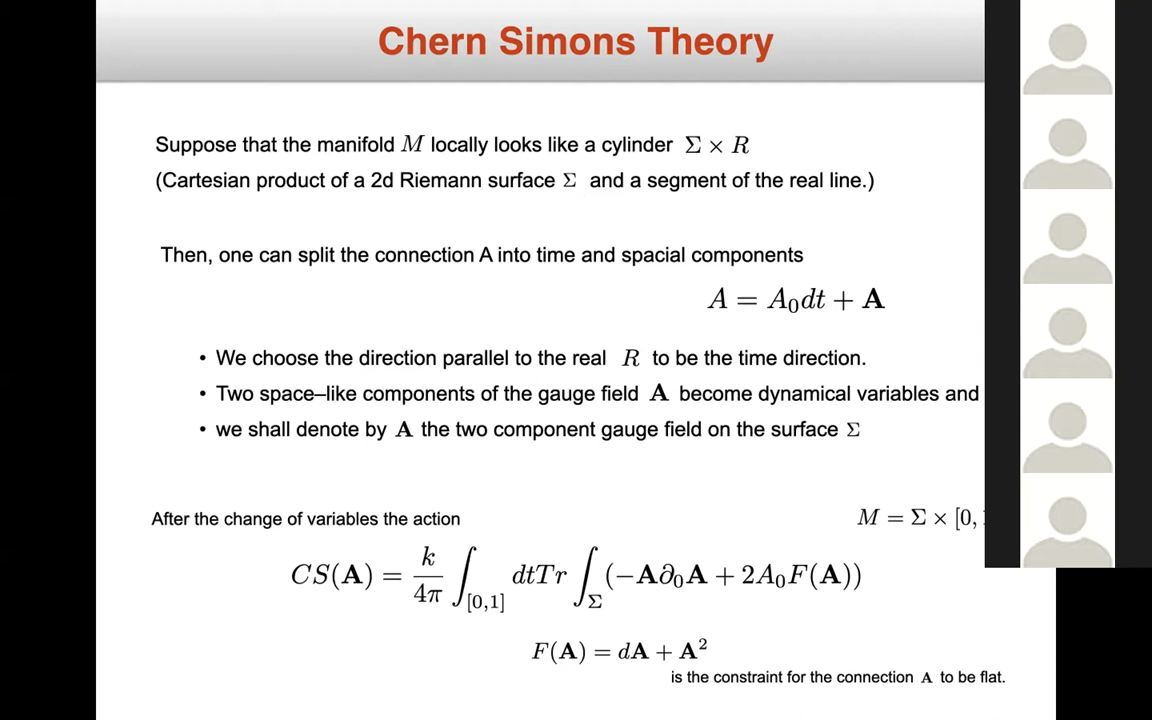 Chern Simons Theory
Suppose that the manifold M locally looks like a cylinder Σ × R
(Cartesian product of a 2d Riemann surface Σ and a segment of the real line.)
Then, one can split the connection A into time and spacial components
A = A₀dt + 𝐀
• We choose the direction parallel to the real R to be the time direction.
• Two space–like components of the gauge field 𝐀 become dynamical variables and
• we shall denote by 𝐀 the two component gauge field on the surface Σ
After the change of variables the action M = Σ × [0,
CS(𝐀) = k/4π ∫_[0,1] dtTr ∫_Σ (−𝐀∂₀𝐀 + 2A₀F(𝐀))
F(𝐀) = d𝐀 + 𝐀²
is the constraint for the connection 𝐀 to be flat.